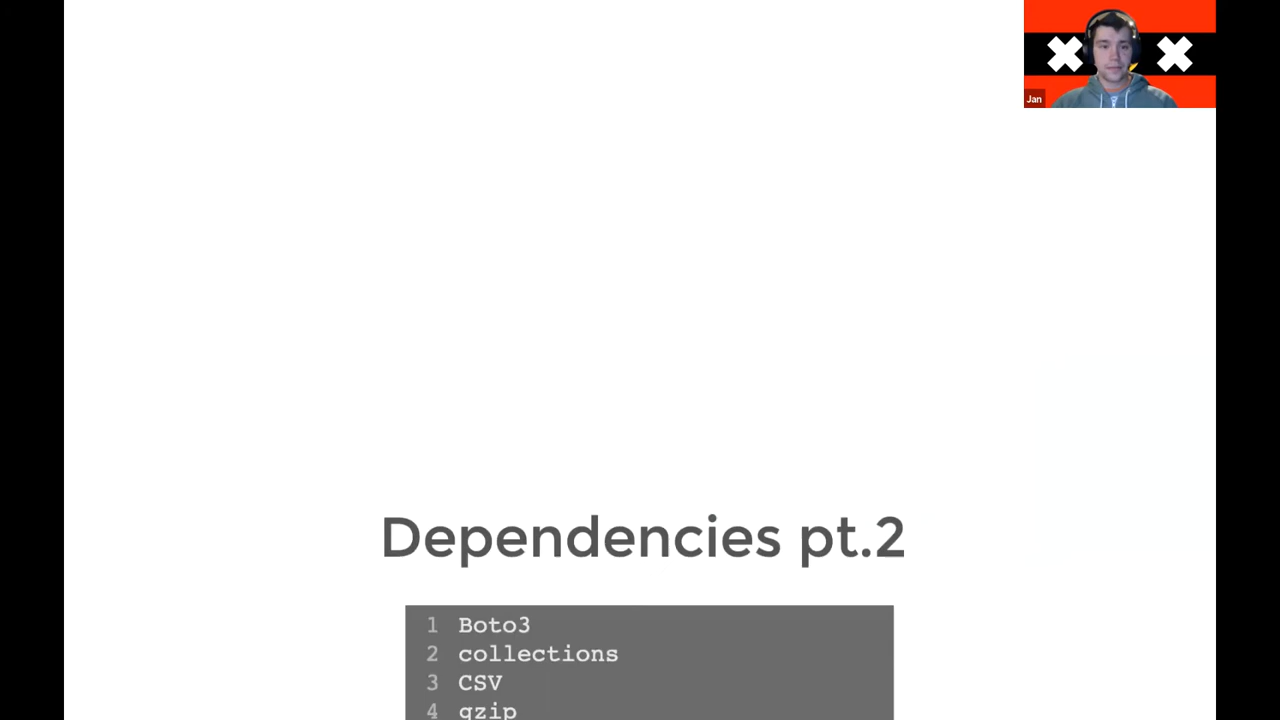 Jan
Dependencies pt.2
1 Boto3
2 collections
3 CSV
4 gzip